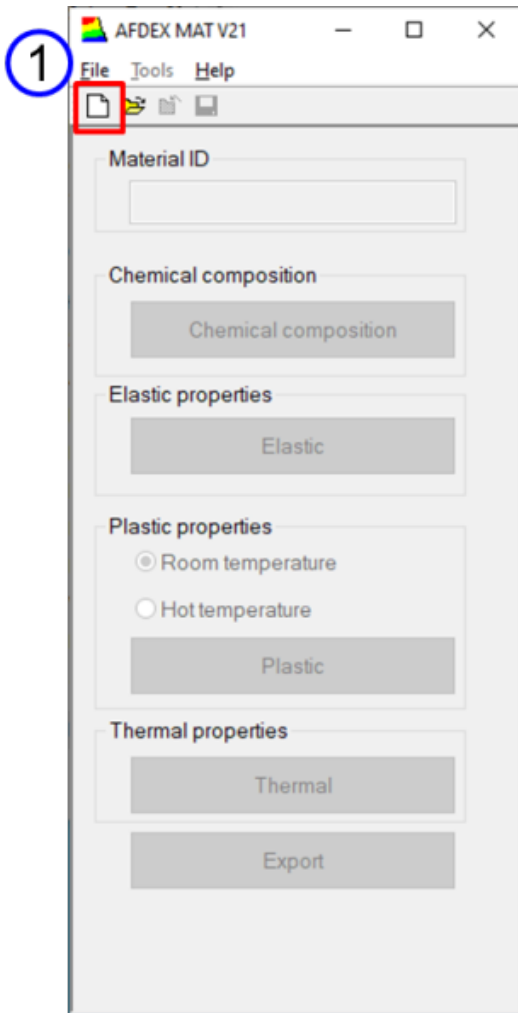 1
AFDEX MAT V21
File Tools Help
Material ID
Chemical composition
Chemical composition
Elastic properties
Elastic
Plastic properties
Room temperature
Hot temperature
Plastic
Thermal properties
Thermal
Export